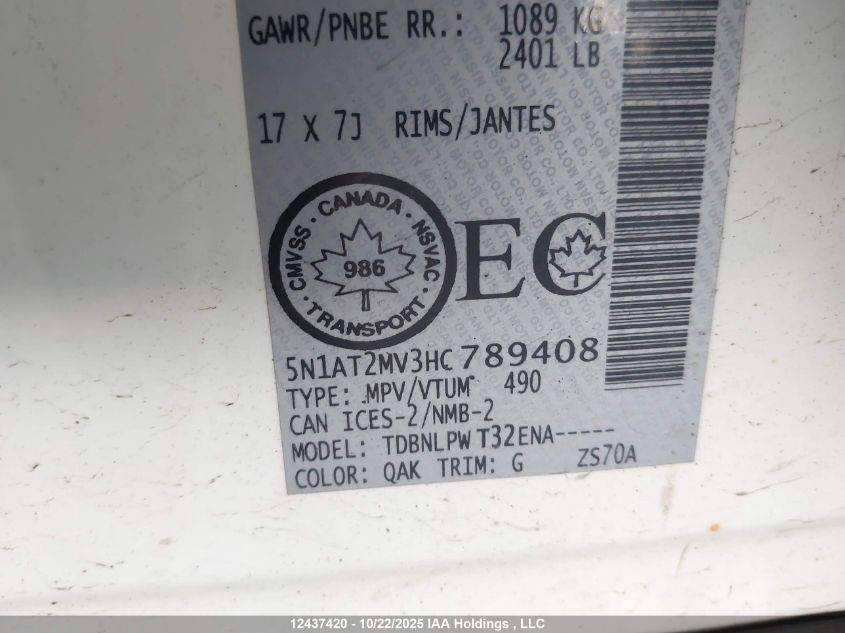 GAWR/PNBE RR.: 1089 KG
2401 LB
17 X 7J RIMS/JANTES
CMVSS · CANADA · NSVAC · TRANSPORT ·
986
EC
5N1AT2MV3HC789408
TYPE: MPV/VTUM 490
CAN ICES-2/NMB-2
MODEL: TDBNLPW T32ENA-----
COLOR: QAK TRIM: G ZS70A
12437420 - 10/22/2025 IAA Holdings , LLC